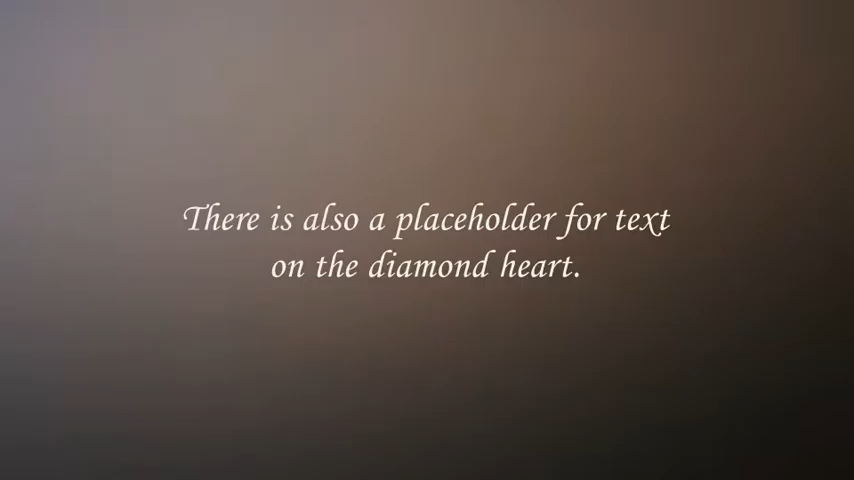 There is also a placeholder for text
on the diamond heart.